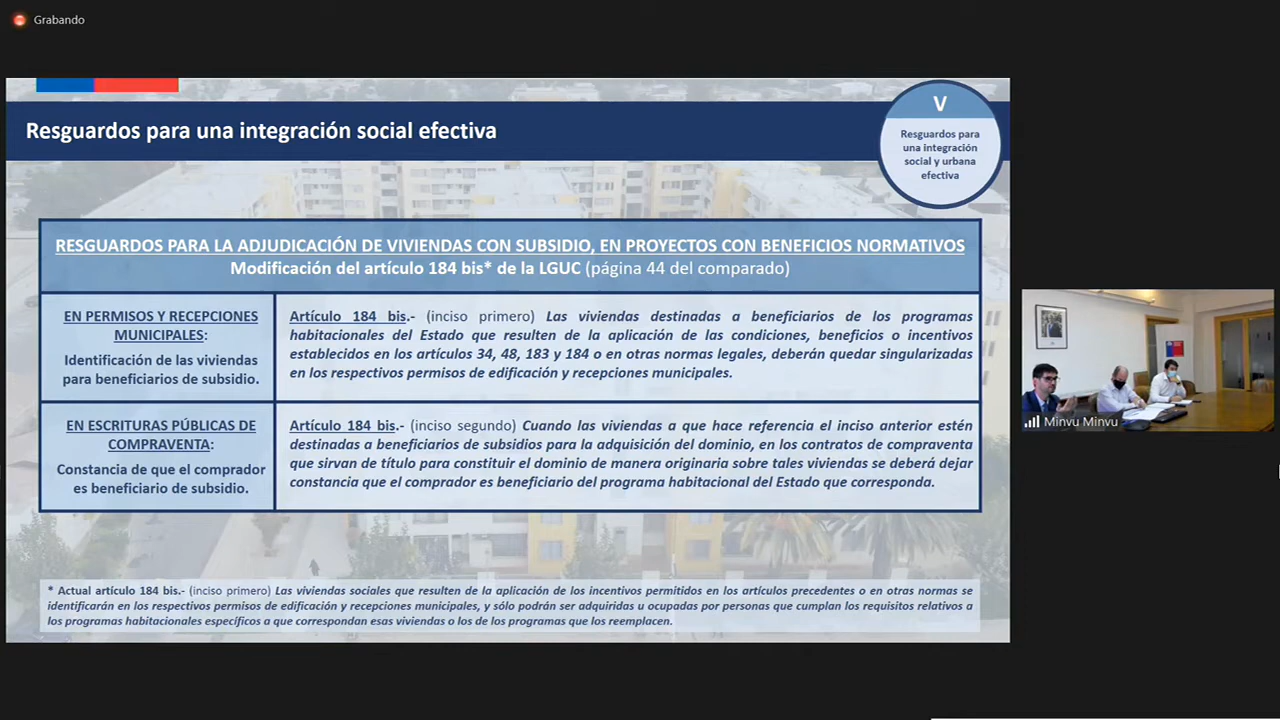 Grabando
Resguardos para una integración social efectiva
V
Resguardos para
una integración
social y urbana
efectiva
RESGUARDOS PARA LA ADJUDICACIÓN DE VIVIENDAS CON SUBSIDIO, EN PROYECTOS CON BENEFICIOS NORMATIVOS
Modificación del artículo 184 bis* de la LGUC (página 44 del comparado)
EN PERMISOS Y RECEPCIONES
MUNICIPALES:
Identificación de las viviendas
para beneficiarios de subsidio.
Artículo 184 bis.- (inciso primero) Las viviendas destinadas a beneficiarios de los programas
habitacionales del Estado que resulten de la aplicación de las condiciones, beneficios o incentivos
establecidos en los artículos 34, 48, 183 y 184 o en otras normas legales, deberán quedar singularizadas
en los respectivos permisos de edificación y recepciones municipales.
EN ESCRITURAS PÚBLICAS DE
COMPRAVENTA:
Constancia de que el comprador
es beneficiario de subsidio.
Artículo 184 bis.- (inciso segundo) Cuando las viviendas a que hace referencia el inciso anterior estén
destinadas a beneficiarios de subsidios para la adquisición del dominio, en los contratos de compraventa
que sirvan de título para constituir el dominio de manera originaria sobre tales viviendas se deberá dejar
constancia que el comprador es beneficiario del programa habitacional del Estado que corresponda.
* Actual artículo 184 bis.- (inciso primero) Las viviendas sociales que resulten de la aplicación de los incentivos permitidos en los artículos precedentes o en otras normas se
identificarán en los respectivos permisos de edificación y recepciones municipales, y sólo podrán ser adquiridas u ocupadas por personas que cumplan los requisitos relativos a
los programas habitacionales específicos a que correspondan esas viviendas o los de los programas que los reemplacen.
Minvu Minvu